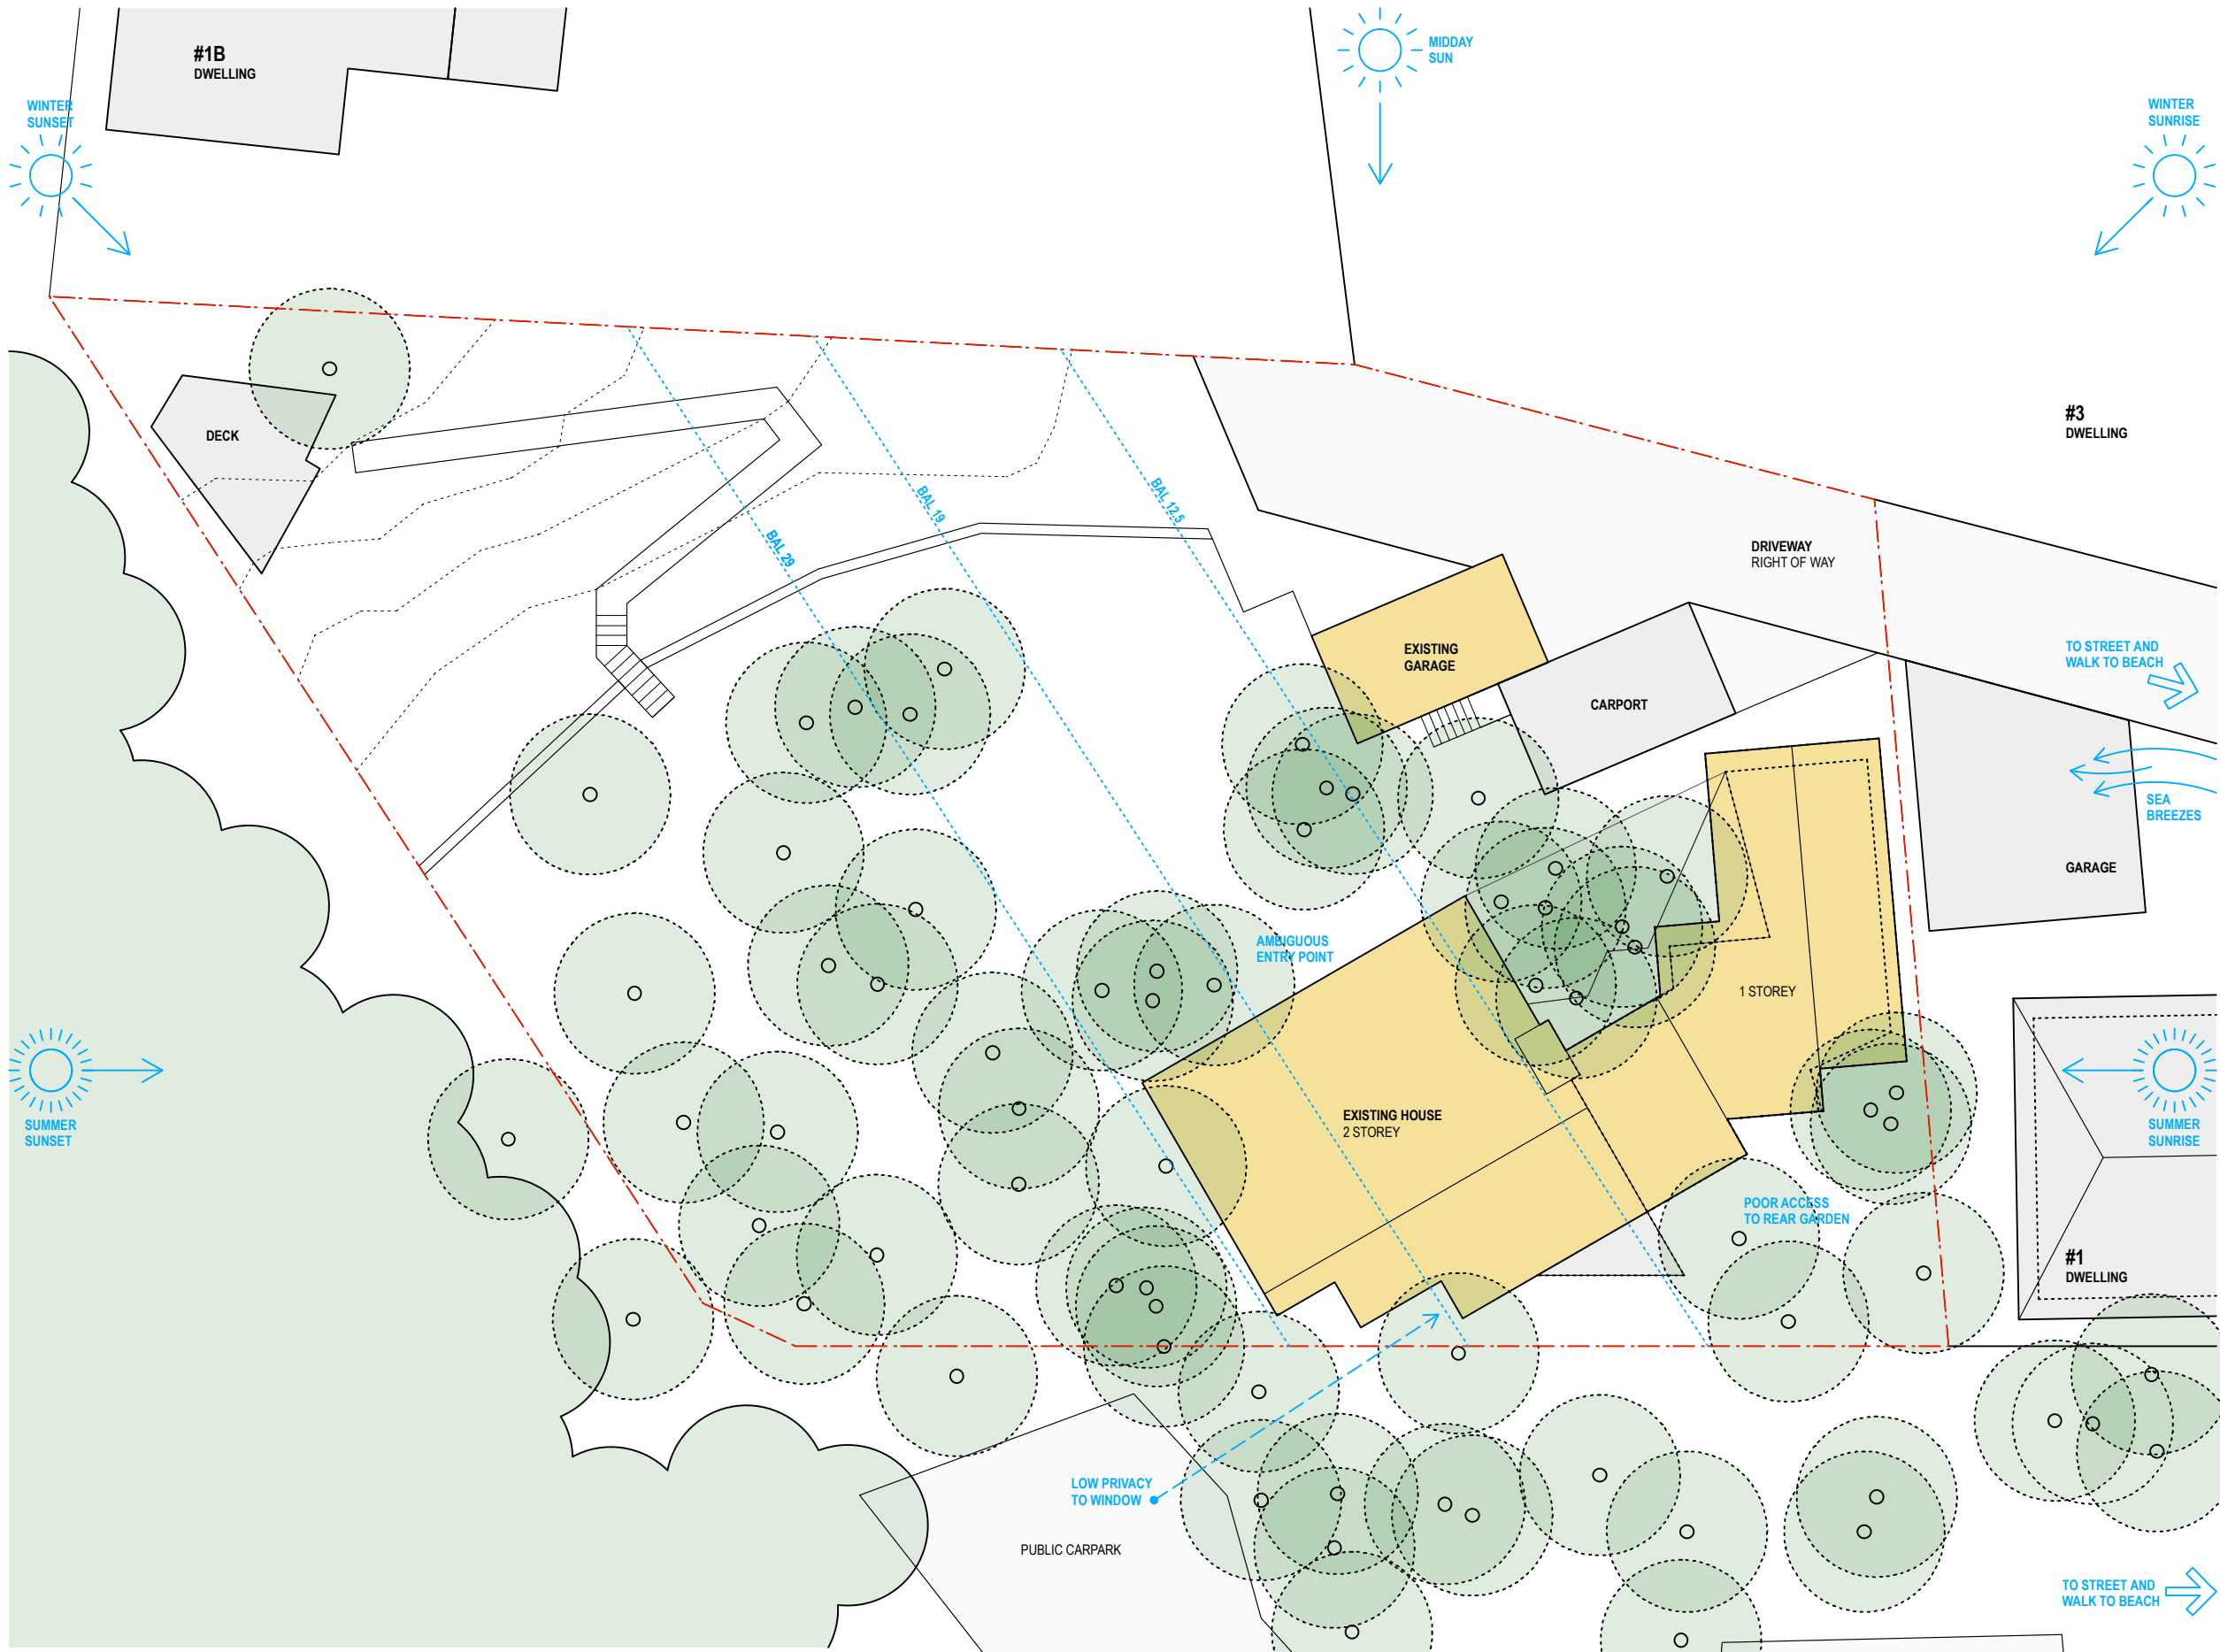 #1B
DWELLING
MIDDAY
SUN
WINTER
SUNSET
WINTER
SUNRISE
#3
DWELLING
DECK
BAL 29
BAL 19
BAL 12.5
DRIVEWAY
RIGHT OF WAY
EXISTING
GARAGE
CARPORT
TO STREET AND
WALK TO BEACH
SEA
BREEZES
GARAGE
AMBIGUOUS
ENTRY POINT
1 STOREY
SUMMER
SUNSET
EXISTING HOUSE
2 STOREY
SUMMER
SUNRISE
POOR ACCESS
TO REAR GARDEN
#1
DWELLING
LOW PRIVACY
TO WINDOW
PUBLIC CARPARK
TO STREET AND
WALK TO BEACH